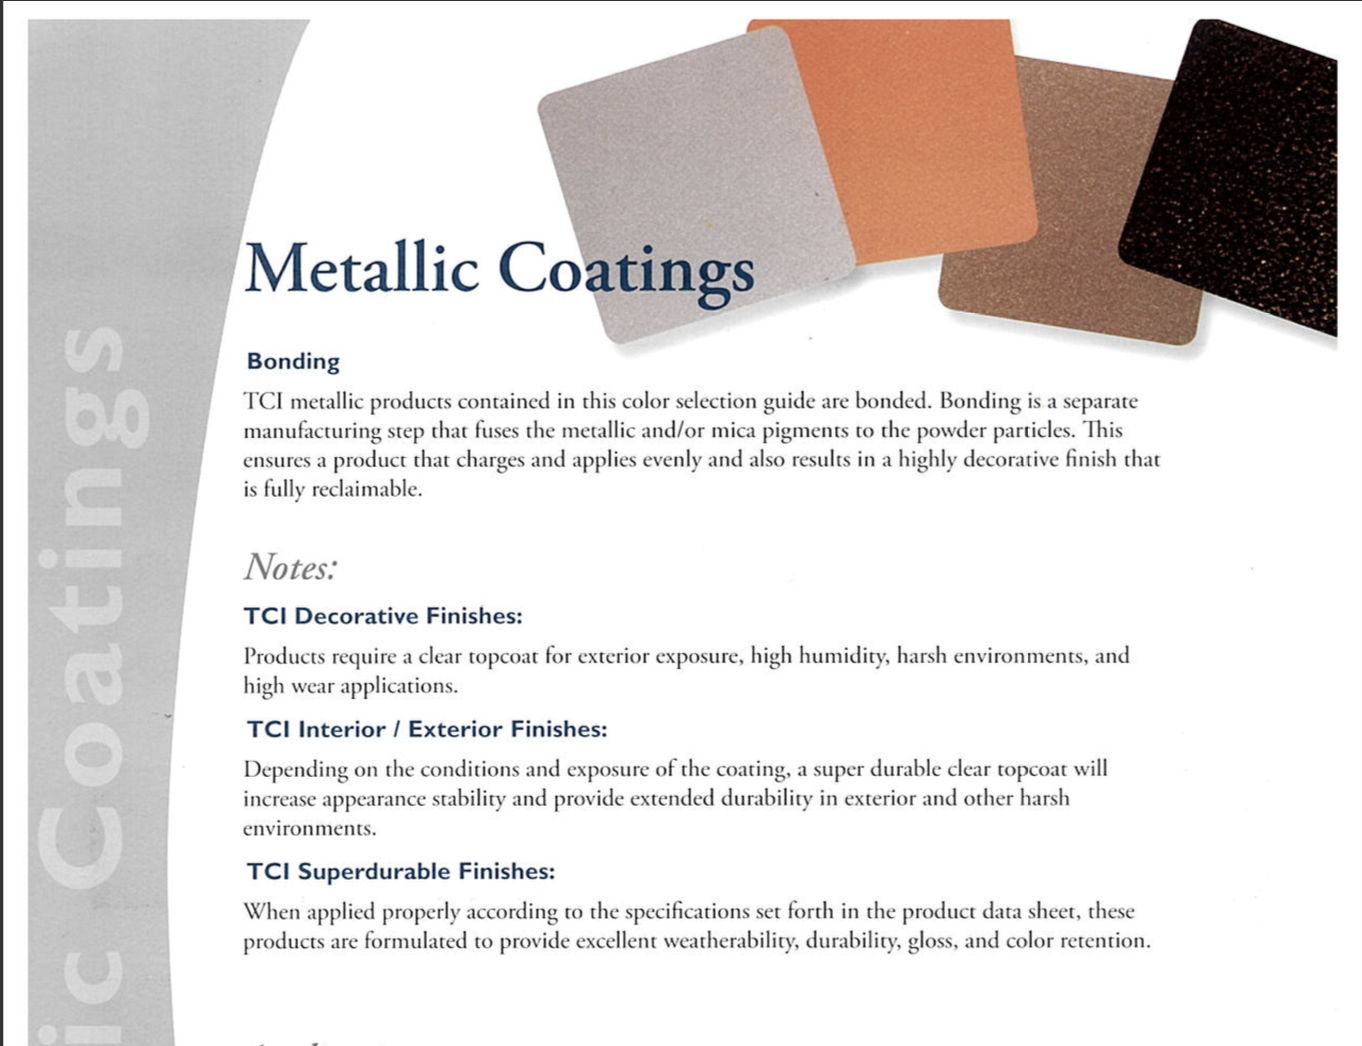 Metallic Coatings
Bonding
TCI metallic products contained in this color selection guide are bonded. Bonding is a separate
manufacturing step that fuses the metallic and/or mica pigments to the powder particles. This
ensures a product that charges and applies evenly and also results in a highly decorative finish that
is fully reclaimable.
Notes:
TCI Decorative Finishes:
Products require a clear topcoat for exterior exposure, high humidity, harsh environments, and
high wear applications.
TCI Interior / Exterior Finishes:
Depending on the conditions and exposure of the coating, a super durable clear topcoat will
increase appearance stability and provide extended durability in exterior and other harsh
environments.
TCI Superdurable Finishes:
When applied properly according to the specifications set forth in the product data sheet, these
products are formulated to provide excellent weatherability, durability, gloss, and color retention.
ic Coatings